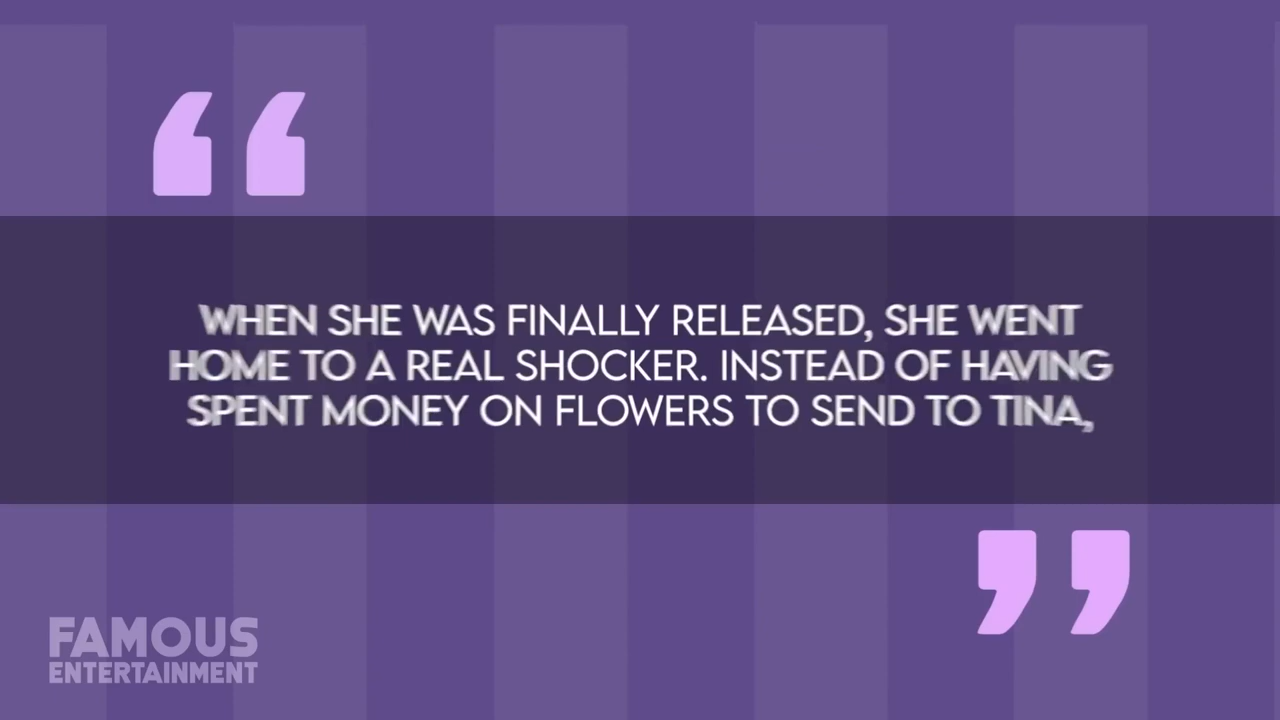 WHEN SHE WAS FINALLY RELEASED, SHE WENT
HOME TO A REAL SHOCKER. INSTEAD OF HAVING
SPENT MONEY ON FLOWERS TO SEND TO TINA,
FAMOUS
ENTERTAINMENT